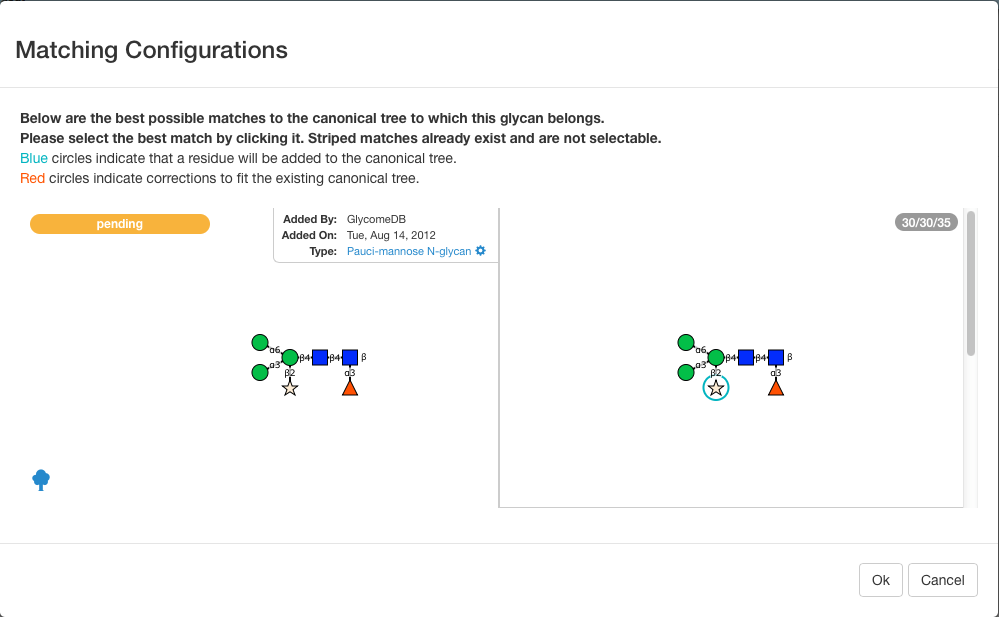 Matching Configurations
Below are the best possible matches to the canonical tree to which this glycan belongs.
Please select the best match by clicking it. Striped matches already exist and are not selectable.
Blue circles indicate that a residue will be added to the canonical tree.
Red circles indicate corrections to fit the existing canonical tree.
pending
Added By: GlycomeDB
Added On: Tue, Aug 14, 2012
Type: Pauci-mannose N-glycan
30/30/35
α6
β4 β4 β
α3
β2 α3
α6
β4 β4 β
α3
β2 α3
Ok Cancel